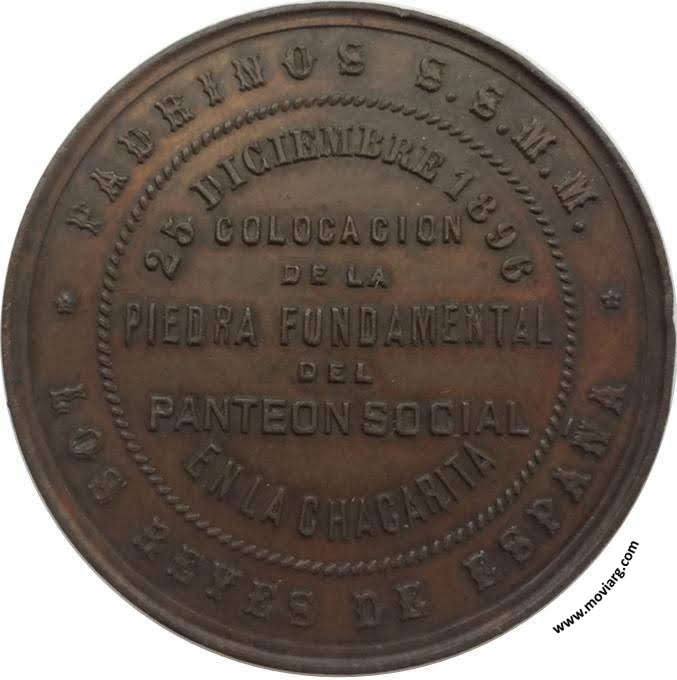 PADRINOS S.S.M.M.
* LOS REYES DE ESPAÑA *
25 DICIEMBRE 1896
COLOCACION
DE LA
PIEDRA FUNDAMENTAL
DEL
PANTEON SOCIAL
EN LA CHACARITA
www.moviarg.com